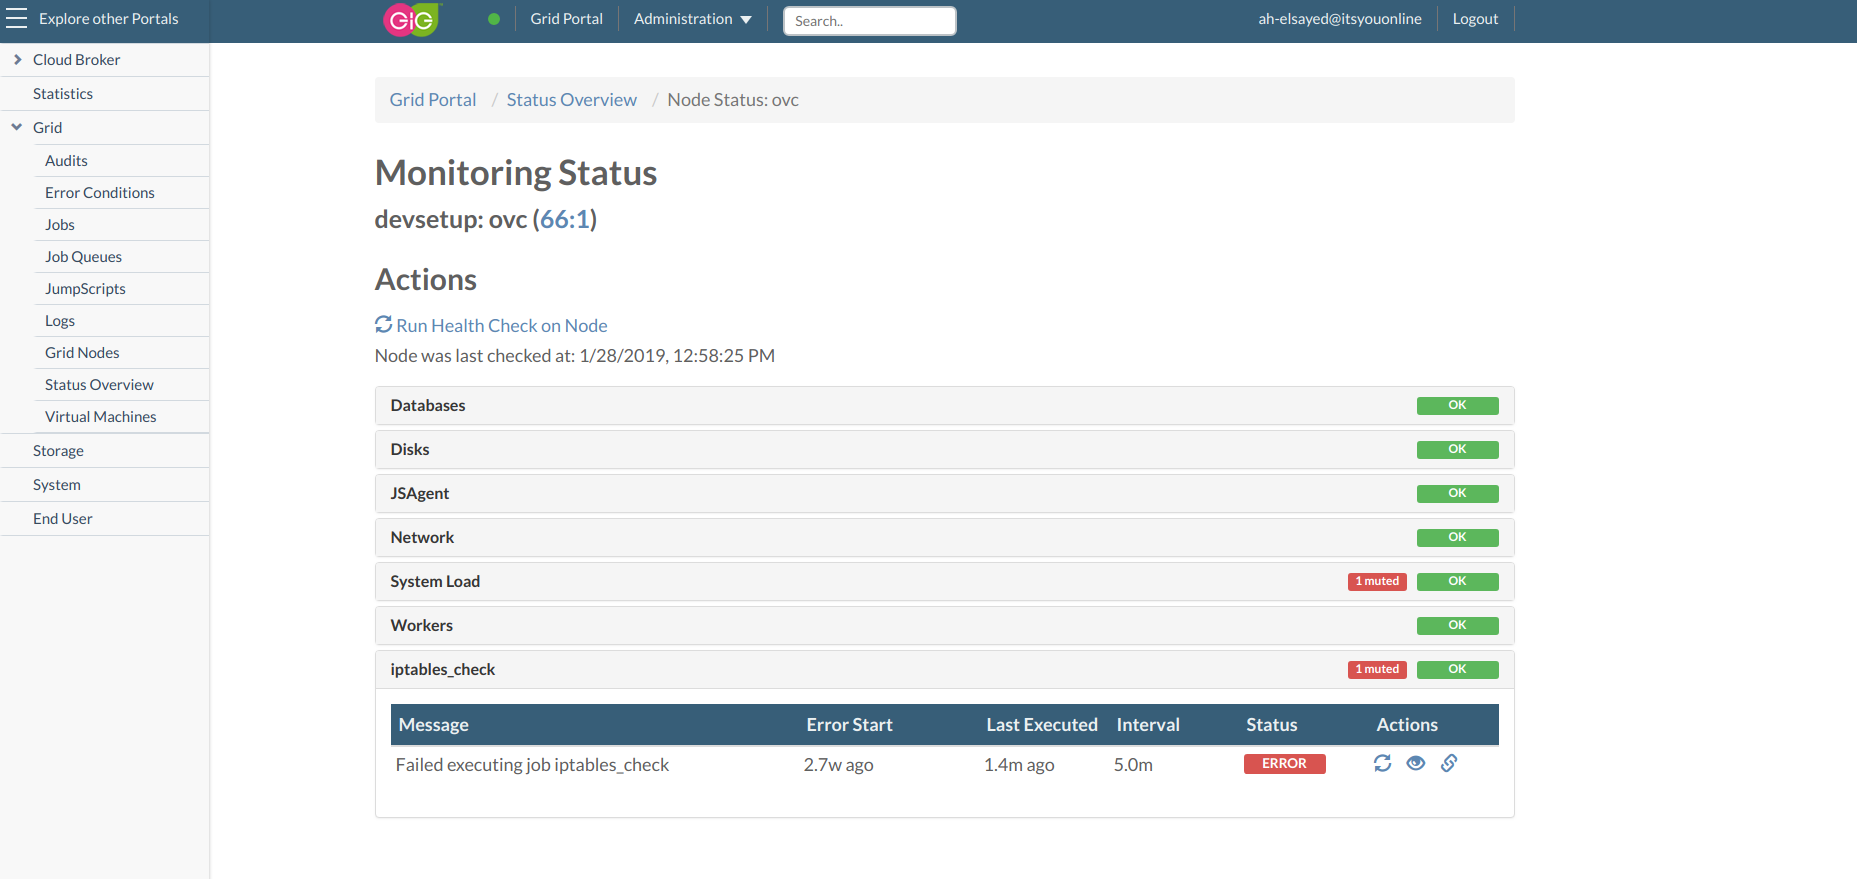 Explore other Portals
GiG
Grid Portal
Administration
Search..
ah-elsayed@itsyouonline
Logout
Cloud Broker
Statistics
Grid
Audits
Error Conditions
Jobs
Job Queues
JumpScripts
Logs
Grid Nodes
Status Overview
Virtual Machines
Storage
System
End User
Grid Portal / Status Overview / Node Status: ovc
Monitoring Status
devsetup: ovc (66:1)
Actions
Run Health Check on Node
Node was last checked at: 1/28/2019, 12:58:25 PM
Databases OK
Disks OK
JSAgent OK
Network OK
System Load 1 muted OK
Workers OK
iptables_check 1 muted OK
Message Error Start Last Executed Interval Status Actions
Failed executing job iptables_check 2.7w ago 1.4m ago 5.0m ERROR